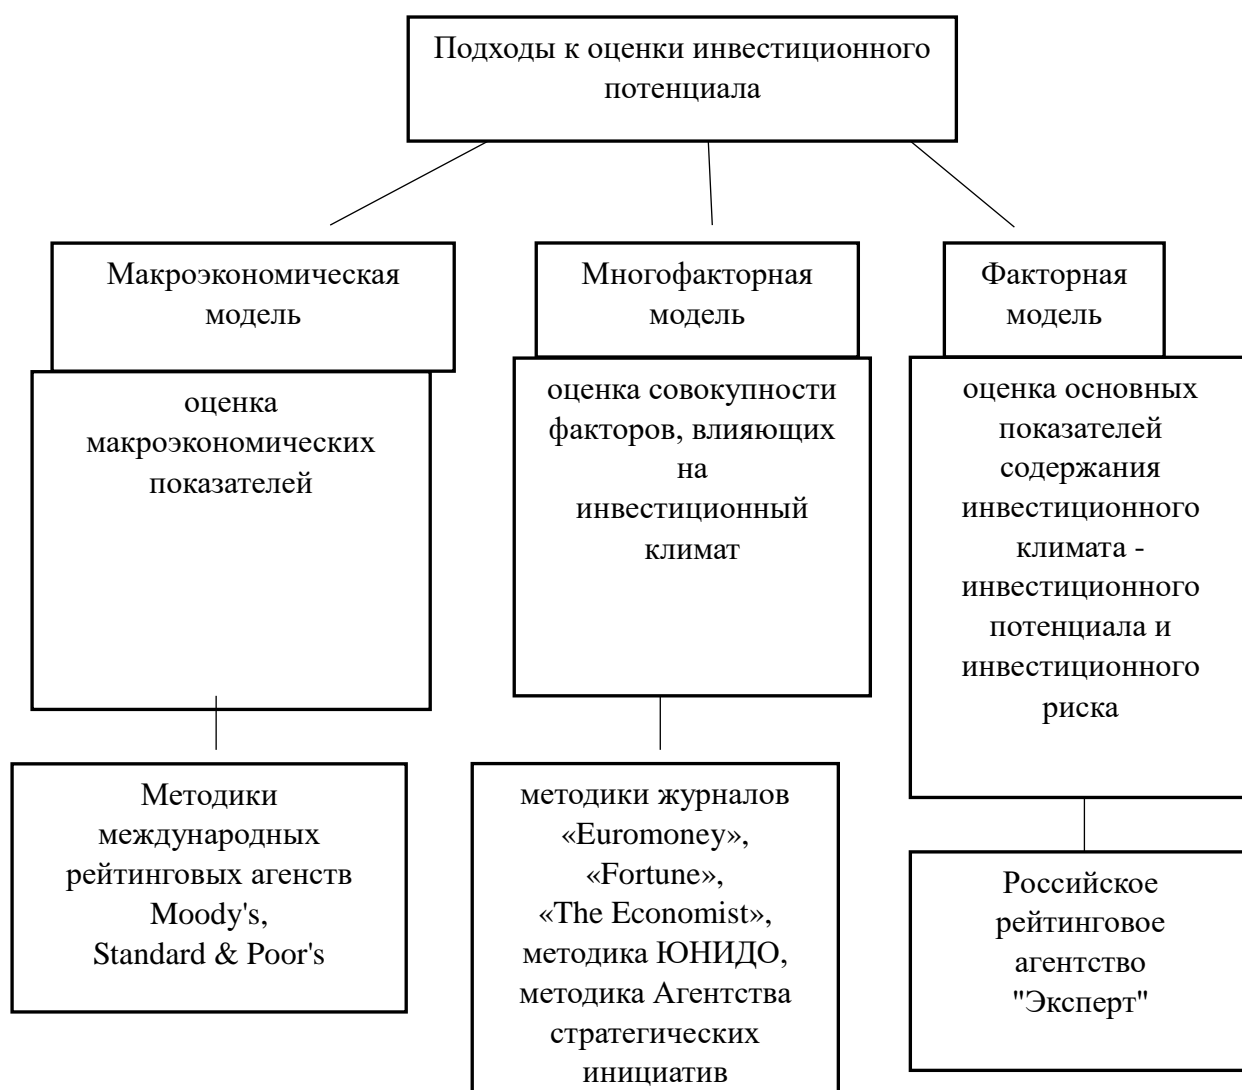 Подходы к оценки инвестиционного
потенциала
Макроэкономическая
модель
оценка
макроэкономических
показателей
Методики
международных
рейтинговых агенств
Moody's,
Standard & Poor's
Многофакторная
модель
оценка совокупности
факторов, влияющих
на
инвестиционный
климат
методики журналов
«Euromoney»,
«Fortune»,
«The Economist»,
методика ЮНИДО,
методика Агентства
стратегических
инициатив
Факторная
модель
оценка основных
показателей
содержания
инвестиционного
климата -
инвестиционного
потенциала и
инвестиционного
риска
Российское
рейтинговое
агентство
"Эксперт"